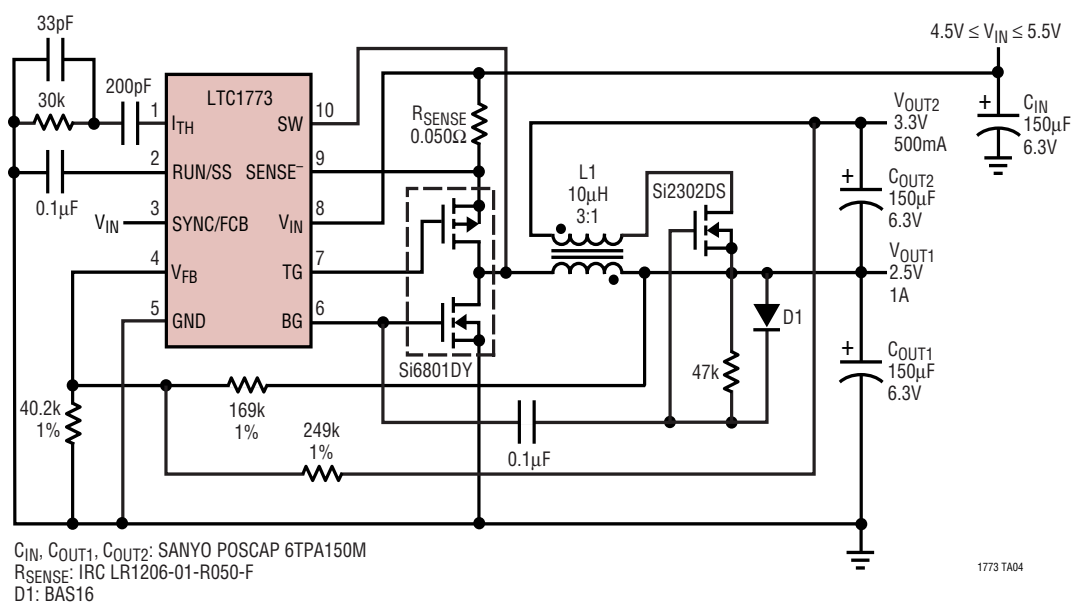 33pF
30k
200pF
LTC1773
1
ITH
2
RUN/SS
3
SYNC/FCB
4
VFB
5
GND
10
SW
9
SENSE–
8
VIN
7
TG
6
BG
0.1µF
VIN
RSENSE
0.050Ω
Si6801DY
L1
10µH
3:1
Si2302DS
4.5V ≤ VIN ≤ 5.5V
+
CIN
150µF
6.3V
VOUT2
3.3V
500mA
+
COUT2
150µF
6.3V
VOUT1
2.5V
1A
D1
+
COUT1
150µF
6.3V
47k
40.2k
1%
169k
1%
249k
1%
0.1µF
CIN, COUT1, COUT2: SANYO POSCAP 6TPA150M
RSENSE: IRC LR1206-01-R050-F
D1: BAS16
1773 TA04